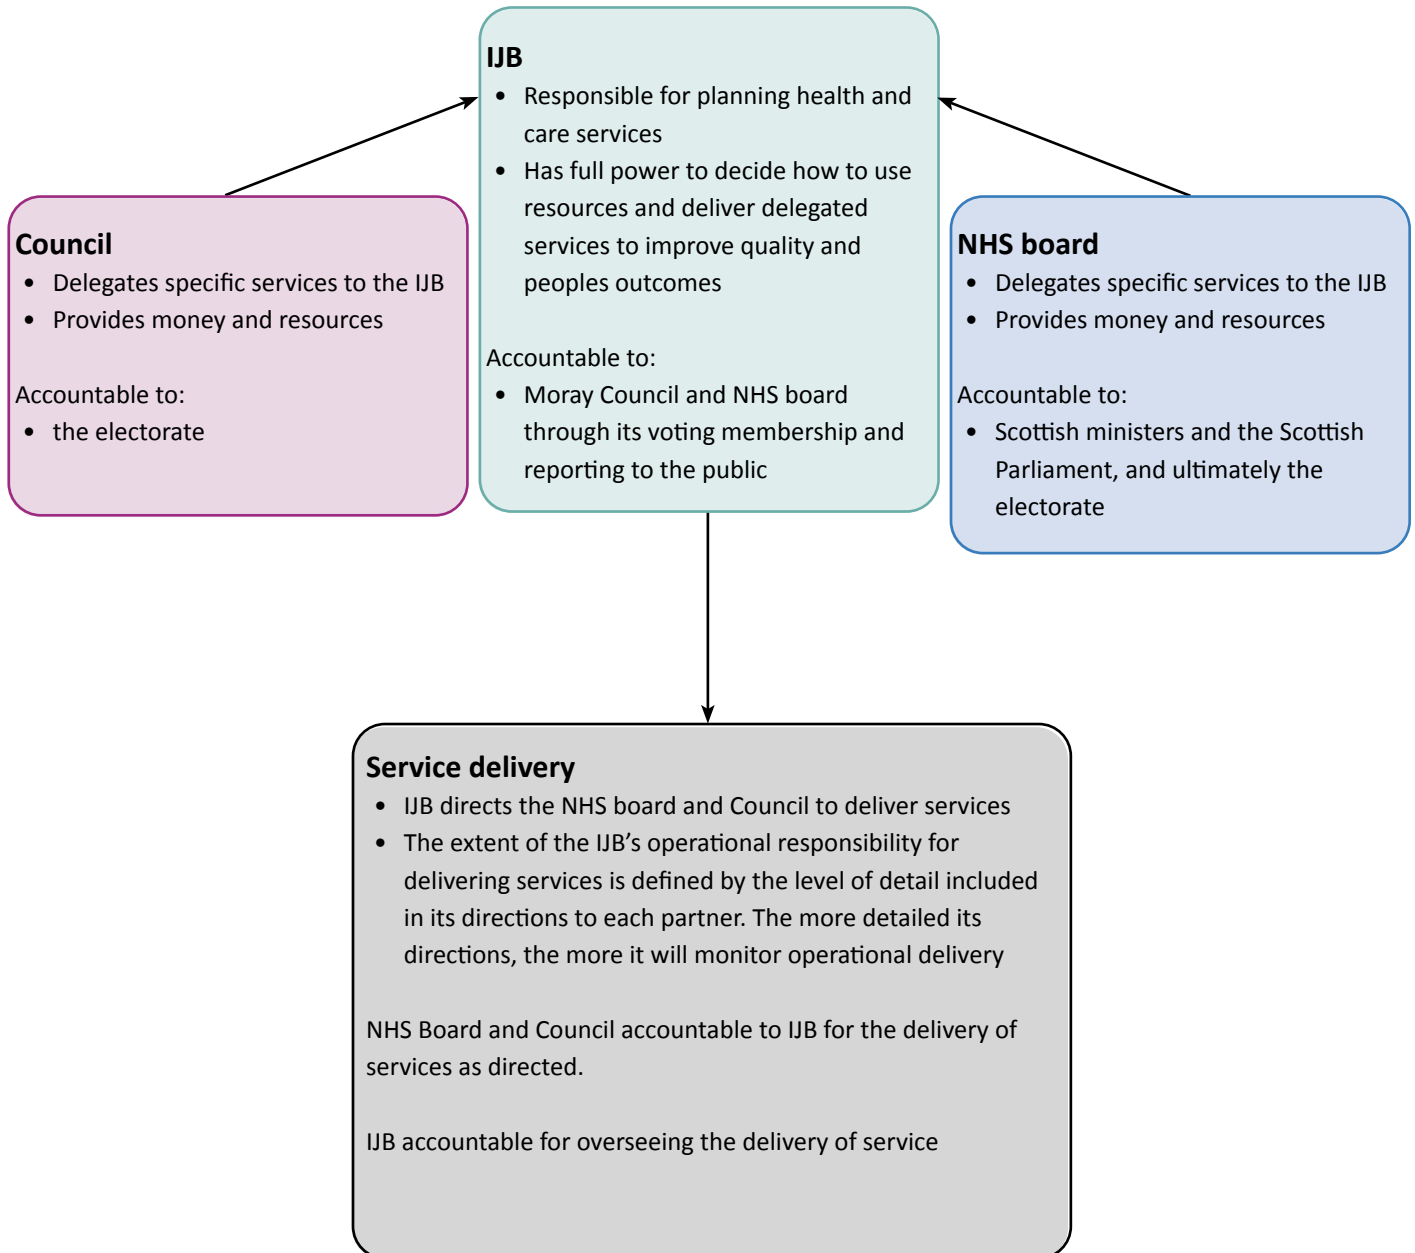 IJB
• Responsible for planning health and
care services
• Has full power to decide how to use
resources and deliver delegated
services to improve quality and
peoples outcomes
Accountable to:
• Moray Council and NHS board
through its voting membership and
reporting to the public
Council
• Delegates specific services to the IJB
• Provides money and resources
Accountable to:
• the electorate
NHS board
• Delegates specific services to the IJB
• Provides money and resources
Accountable to:
• Scottish ministers and the Scottish
Parliament, and ultimately the
electorate
Service delivery
• IJB directs the NHS board and Council to deliver services
• The extent of the IJB’s operational responsibility for
delivering services is defined by the level of detail included
in its directions to each partner. The more detailed its
directions, the more it will monitor operational delivery
NHS Board and Council accountable to IJB for the delivery of
services as directed.
IJB accountable for overseeing the delivery of service